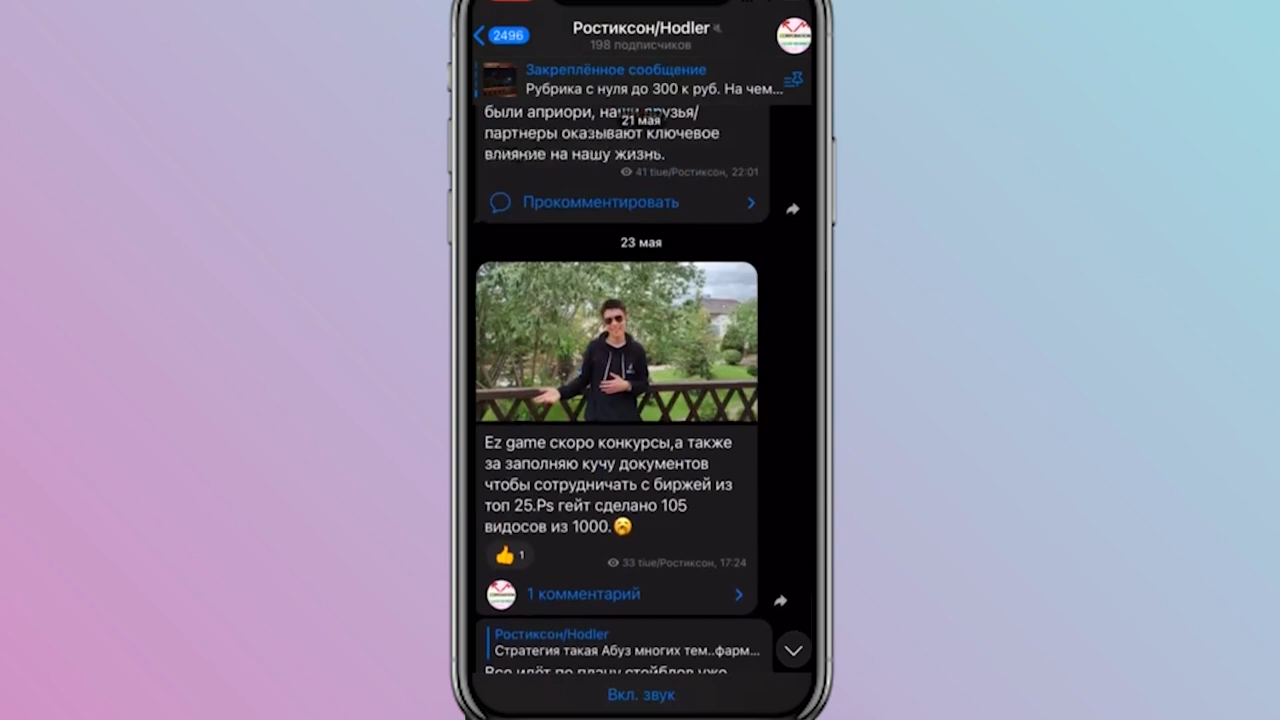 2496
Ростиксон/Hodler
198 подписчиков
CORPORATION
Закреплённое сообщение
Рубрика с нуля до 300 к руб. На чем...
были априори, наши друзья/
21 мая
партнеры оказывают ключевое
влияние на нашу жизнь.
41 tiue/Ростиксон, 22:01
Прокомментировать
23 мая
Ez game скоро конкурсы,а также
за заполняю кучу документов
чтобы сотрудничать с биржей из
топ 25.Ps гейт сделано 105
видосов из 1000.
1
33 tiue/Ростиксон, 17:24
1 комментарий
Ростиксон/Hodler
Стратегия такая Абуз многих тем..фарм...
Все идёт по плану стейблов уже
Вкл. звук